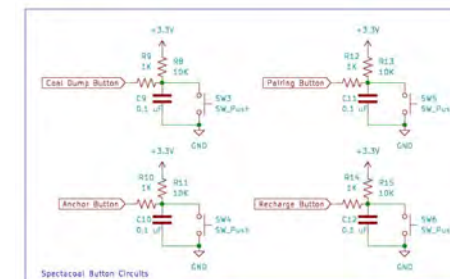 +3.3V
R9
1K
R8
10K
Coal Dump Button
C9
0.1 uF
SW3
SW_Push
GND
+3.3V
R12
1K
R13
10K
Pairing Button
C11
0.1 uF
SW5
SW_Push
GND
+3.3V
R10
1K
R11
10K
Anchor Button
C10
0.1 uF
SW4
SW_Push
GND
+3.3V
R14
1K
R15
10K
Recharge Button
C12
0.1 uF
SW6
SW_Push
GND
Spectacoal Button Circuits